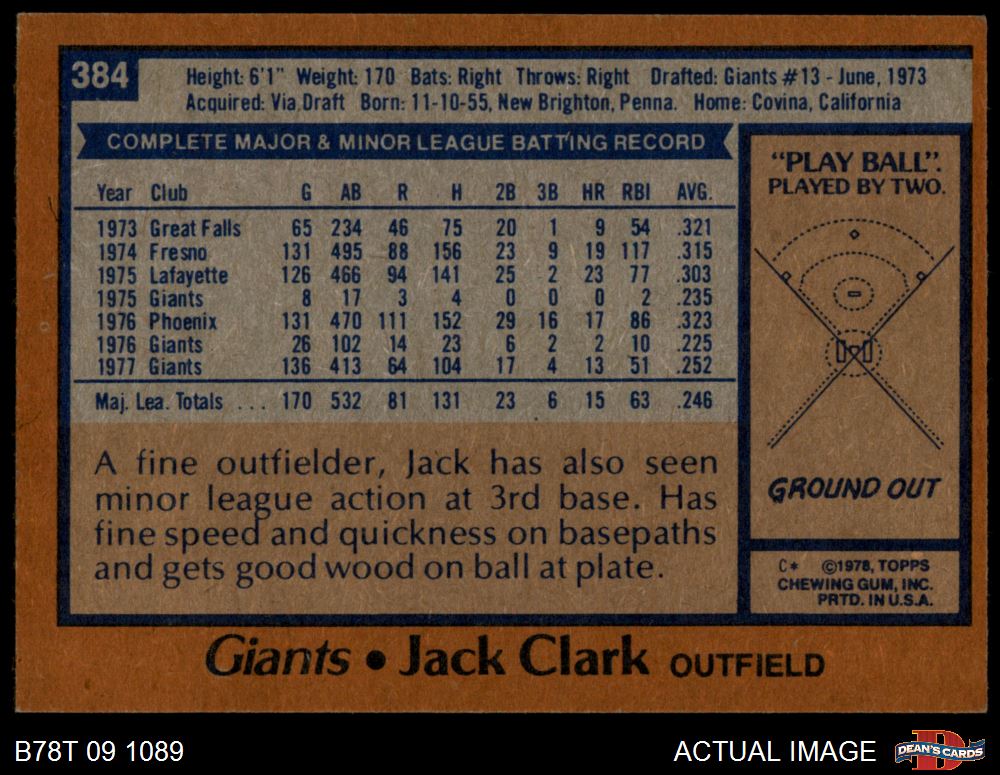 384
Height: 6'1" Weight: 170 Bats: Right Throws: Right Drafted: Giants #13 - June, 1973
Acquired: Via Draft Born: 11-10-55, New Brighton, Penna. Home: Covina, California
COMPLETE MAJOR & MINOR LEAGUE BATTING RECORD
Year Club G AB R H 2B 3B HR RBI AVG.
1973 Great Falls 65 234 46 75 20 1 9 54 .321
1974 Fresno 131 495 88 156 23 9 19 117 .315
1975 Lafayette 126 466 94 141 25 2 23 77 .303
1975 Giants 8 17 3 4 0 0 0 2 .235
1976 Phoenix 131 470 111 152 29 16 17 86 .323
1976 Giants 26 102 14 23 6 2 2 10 .225
1977 Giants 136 413 64 104 17 4 13 51 .252
Maj. Lea. Totals ... 170 532 81 131 23 6 15 63 .246
A fine outfielder, Jack has also seen
minor league action at 3rd base. Has
fine speed and quickness on basepaths
and gets good wood on ball at plate.
"PLAY BALL".
PLAYED BY TWO.
GROUND OUT
C* ©1978, TOPPS
CHEWING GUM, INC.
PRTD. IN U.S.A.
Giants • Jack Clark OUTFIELD
B78T 09 1089
ACTUAL IMAGE
D
DEAN'S CARDS